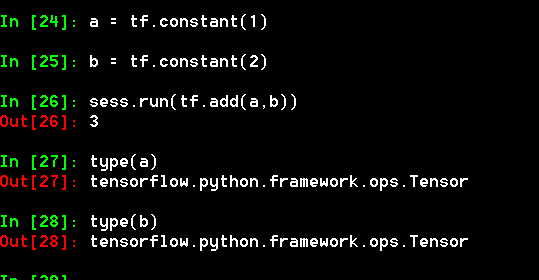 In [24]: a = tf.constant(1)
In [25]: b = tf.constant(2)
In [26]: sess.run(tf.add(a,b))
Out[26]: 3
In [27]: type(a)
Out[27]: tensorflow.python.framework.ops.Tensor
In [28]: type(b)
Out[28]: tensorflow.python.framework.ops.Tensor